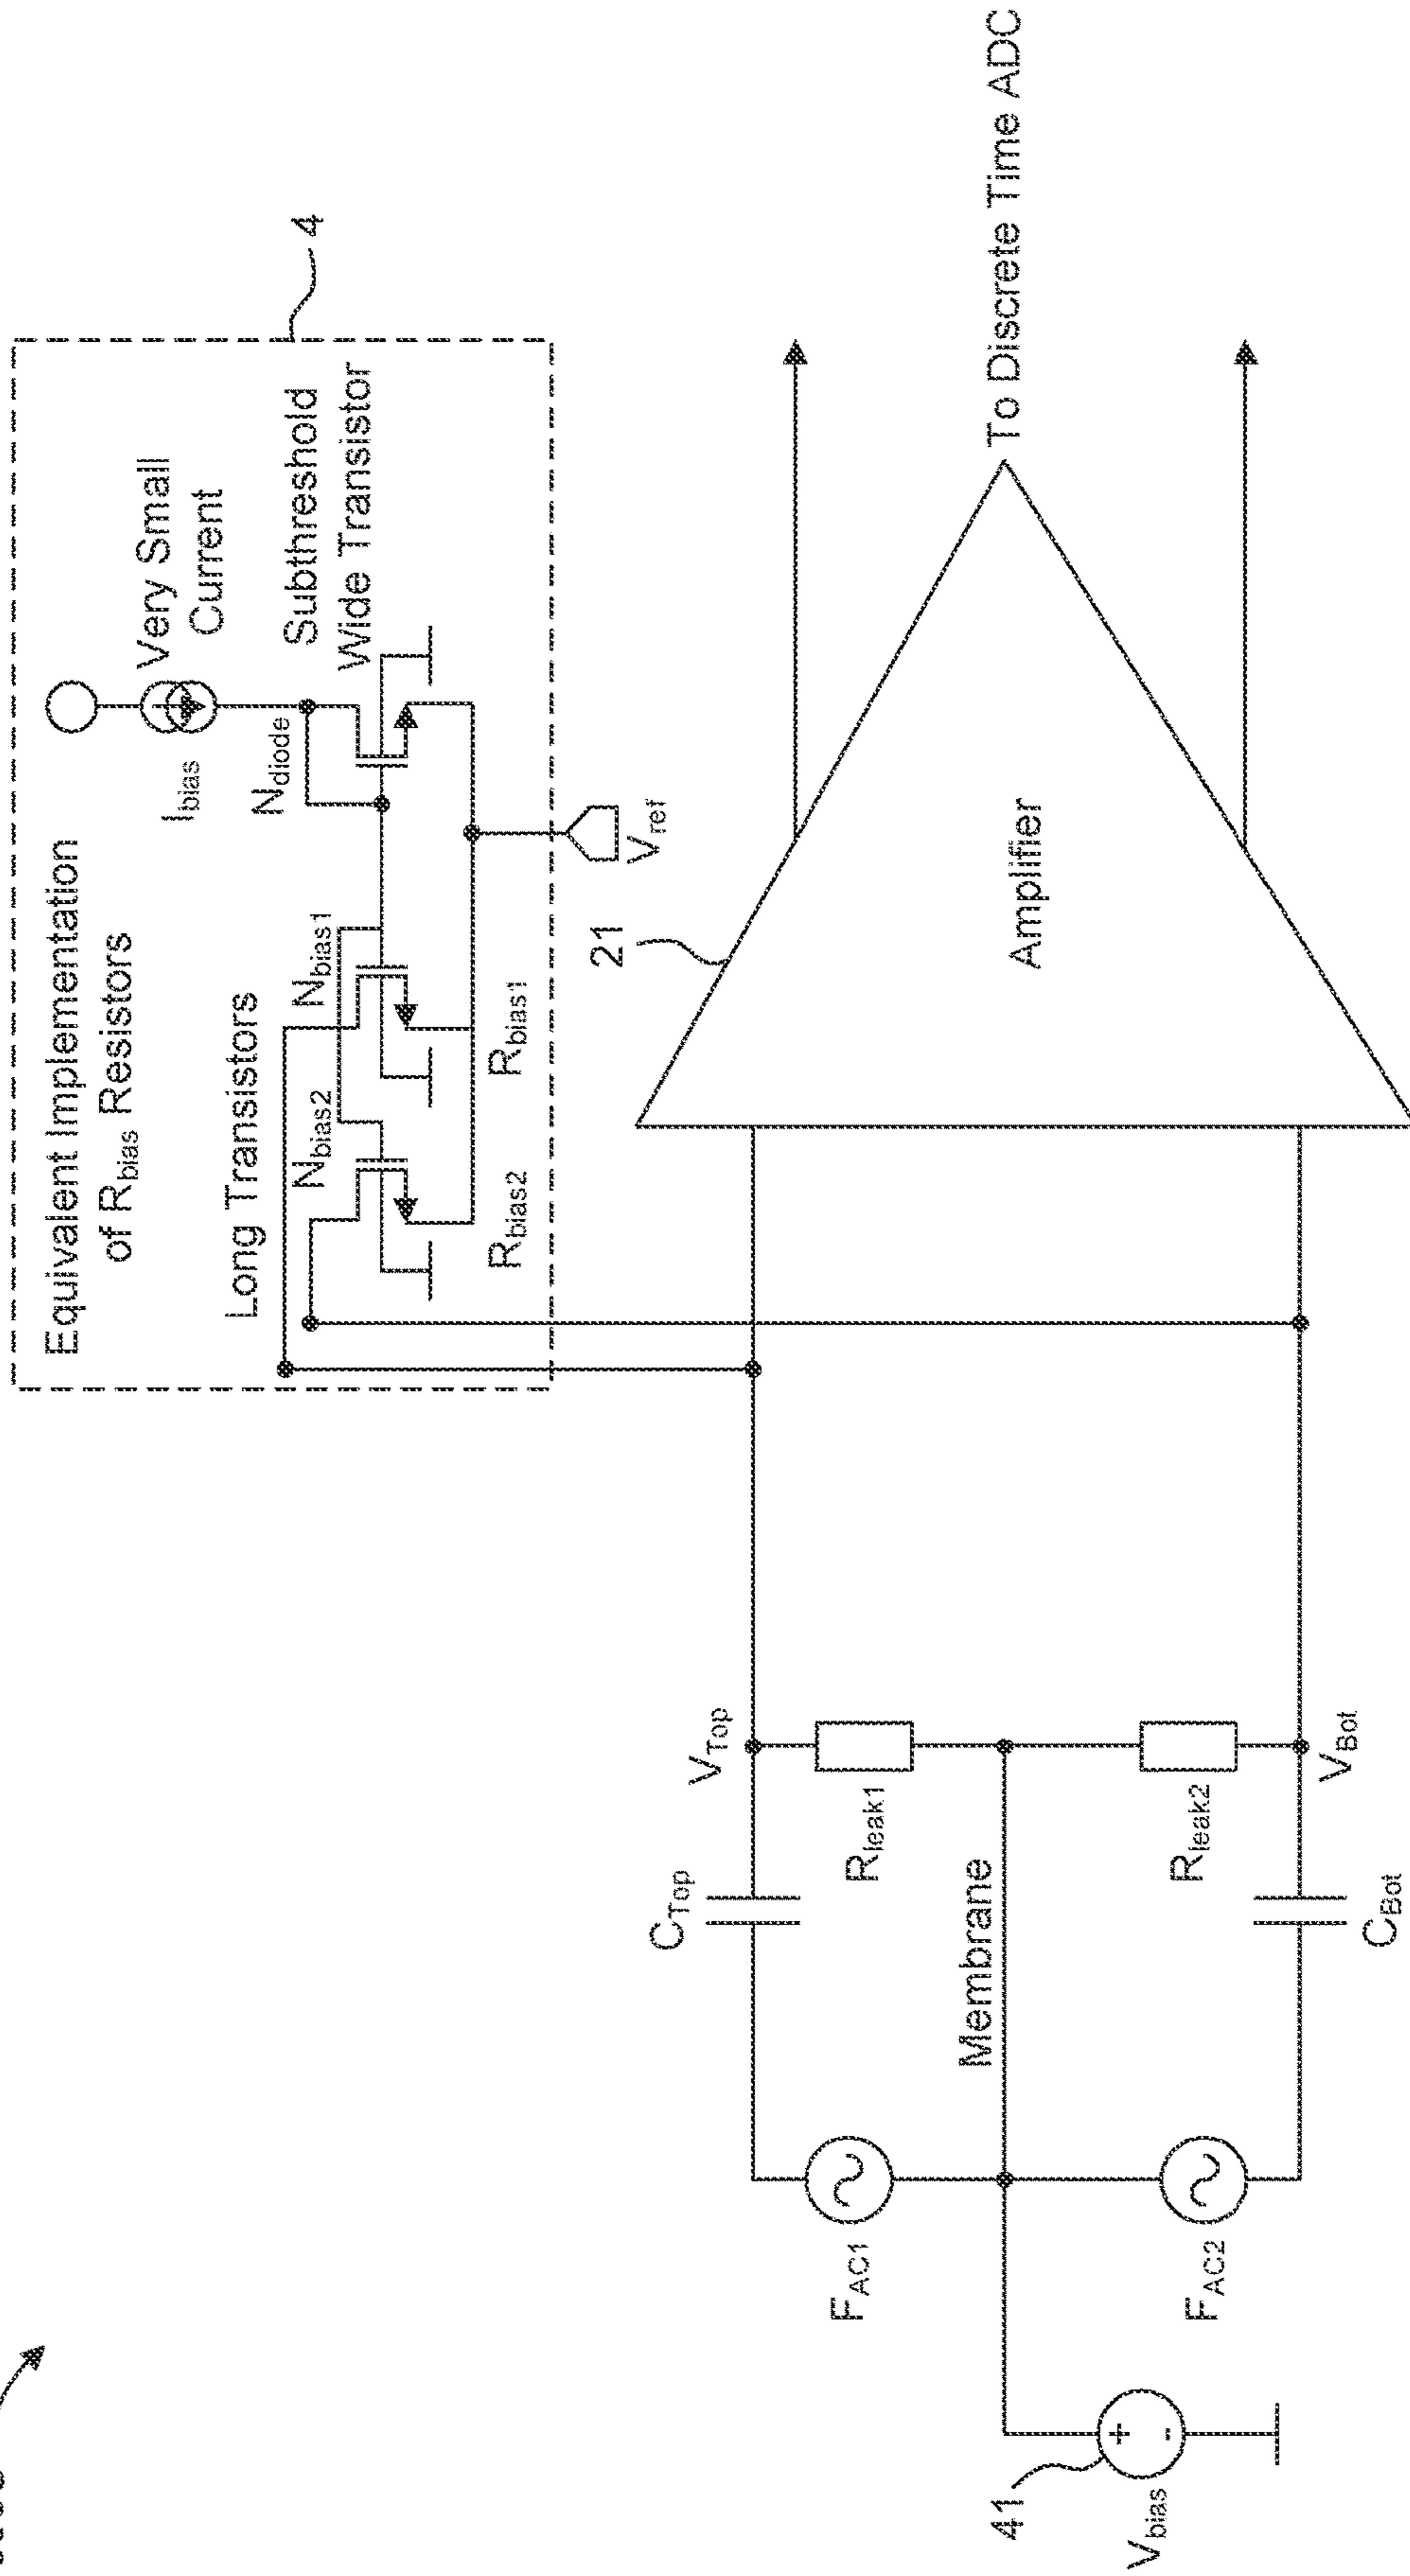 Equivalent Implementation
of Rbias Resistors
Very Small
Current
Ibias
Long Transistors
Ndiode
Subthreshold
Wide Transistor
Nbias2
Nbias1
Rbias2
Rbias1
4
Vref
21
Amplifier
To Discrete Time ADC
VTop
CTop
Rleak1
FAC1
Membrane
41
Vbias
+
-
FAC2
Rleak2
VBot
CBot